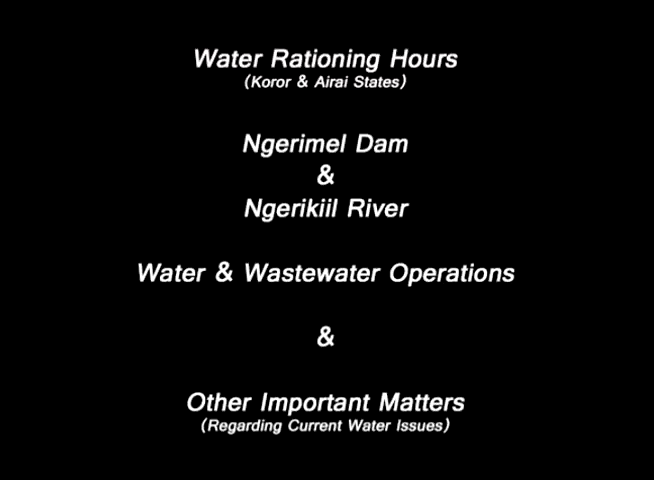 Water Rationing Hours
(Koror & Airai States)
Ngerimel Dam
&
Ngerikiil River
Water & Wastewater Operations
&
Other Important Matters
(Regarding Current Water Issues)